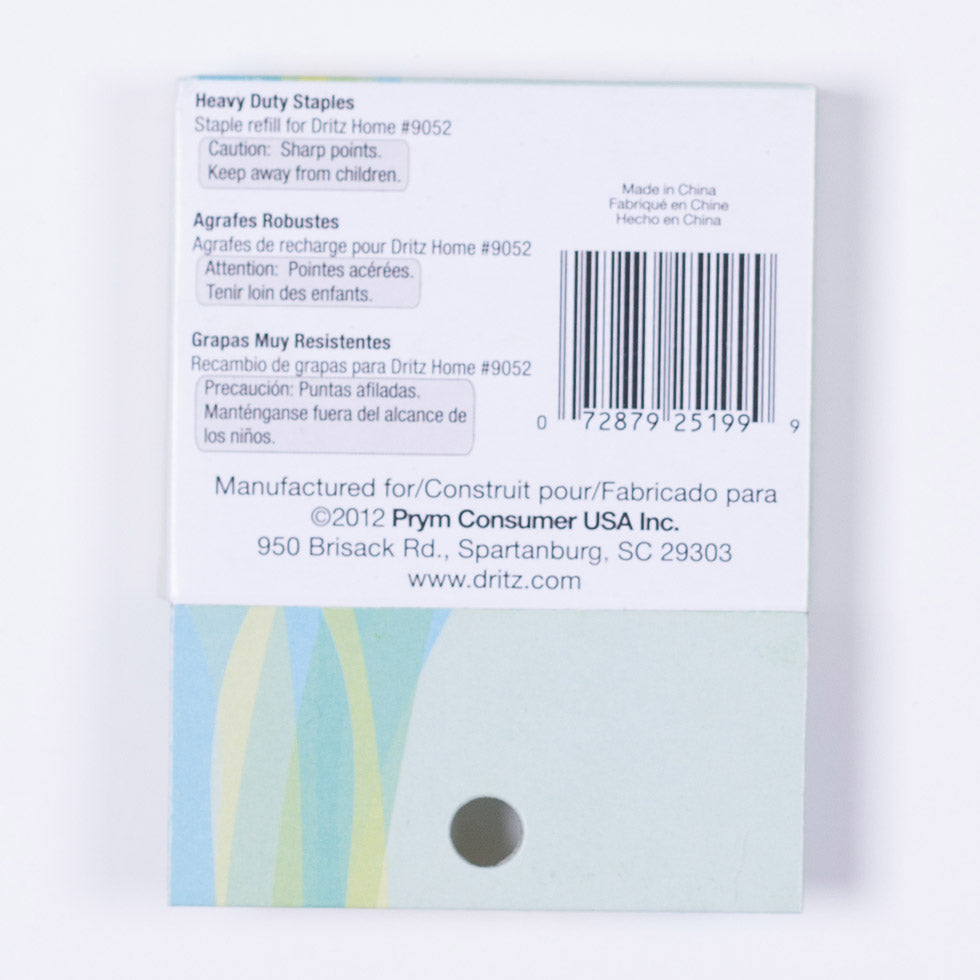 Heavy Duty Staples
Staple refill for Dritz Home #9052
Caution: Sharp points.
Keep away from children.
Agrafes Robustes
Agrafes de recharge pour Dritz Home #9052
Attention: Pointes acérées.
Tenir loin des enfants.
Grapas Muy Resistentes
Recambio de grapas para Dritz Home #9052
Precaución: Puntas afiladas.
Manténganse fuera del alcance de
los niños.
Made in China
Fabriqué en Chine
Hecho en China
0 72879 25199 9
Manufactured for/Construit pour/Fabricado para
©2012 Prym Consumer USA Inc.
950 Brisack Rd., Spartanburg, SC 29303
www.dritz.com